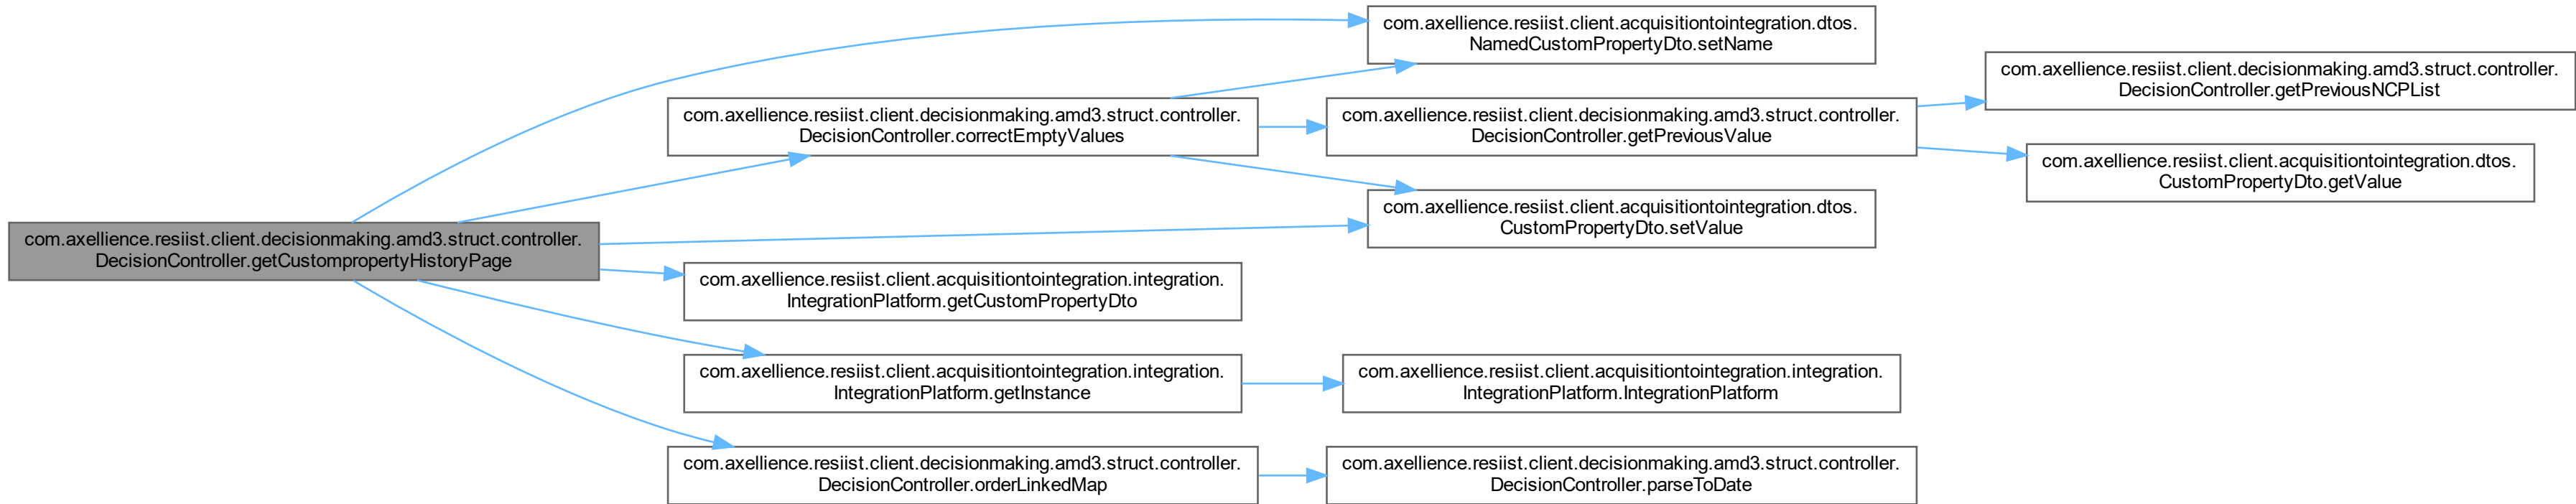 com.axellience.resiist.client.decisionmaking.amd3.struct.controller.
DecisionController.getCustompropertyHistoryPage
com.axellience.resiist.client.acquisitiontointegration.dtos.
NamedCustomPropertyDto.setName
com.axellience.resiist.client.decisionmaking.amd3.struct.controller.
DecisionController.correctEmptyValues
com.axellience.resiist.client.decisionmaking.amd3.struct.controller.
DecisionController.getPreviousValue
com.axellience.resiist.client.decisionmaking.amd3.struct.controller.
DecisionController.getPreviousNCPList
com.axellience.resiist.client.acquisitiontointegration.dtos.
CustomPropertyDto.getValue
com.axellience.resiist.client.acquisitiontointegration.dtos.
CustomPropertyDto.setValue
com.axellience.resiist.client.acquisitiontointegration.integration.
IntegrationPlatform.getCustomPropertyDto
com.axellience.resiist.client.acquisitiontointegration.integration.
IntegrationPlatform.getInstance
com.axellience.resiist.client.acquisitiontointegration.integration.
IntegrationPlatform.IntegrationPlatform
com.axellience.resiist.client.decisionmaking.amd3.struct.controller.
DecisionController.orderLinkedMap
com.axellience.resiist.client.decisionmaking.amd3.struct.controller.
DecisionController.parseToDate